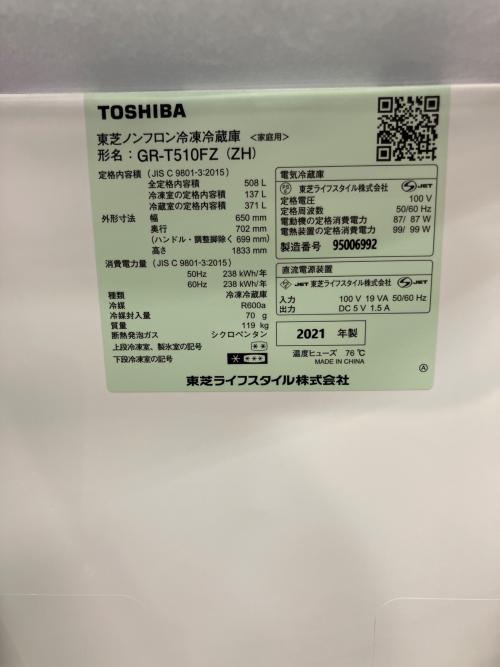 TOSHIBA
東芝ノンフロン冷凍冷蔵庫 <家庭用>
形名：GR-T510FZ (ZH)
定格内容積 (JIS C 9801-3:2015)
全定格内容積 508 L
冷凍室の定格内容積 137 L
冷蔵室の定格内容積 371 L
外形寸法 幅 650 mm
奥行 702 mm
(ハンドル・調整脚除く 699 mm)
高さ 1833 mm
消費電力量 (JIS C 9801-3:2015)
50Hz 238 kWh/年
60Hz 238 kWh/年
種類 冷凍冷蔵庫
冷媒 R600a
冷媒封入量 70 g
質量 119 kg
断熱発泡ガス シクロペンタン
上段冷凍室、製氷室の記号 **
下段冷凍室の記号 * ***
電気冷蔵庫
PS E 東芝ライフスタイル株式会社 S JET
定格電圧 100 V
定格周波数 50/60 Hz
電動機の定格消費電力 87/ 87 W
電熱装置の定格消費電力 99/ 99 W
製造番号 95006992
直流電源装置
PS E JET 東芝ライフスタイル株式会社 S JET
入力 100 V 19 VA 50/60 Hz
出力 DC 5 V 1.5 A
2021 年製
温度ヒューズ 76 ℃
MADE IN CHINA
Ⓐ
東芝ライフスタイル株式会社